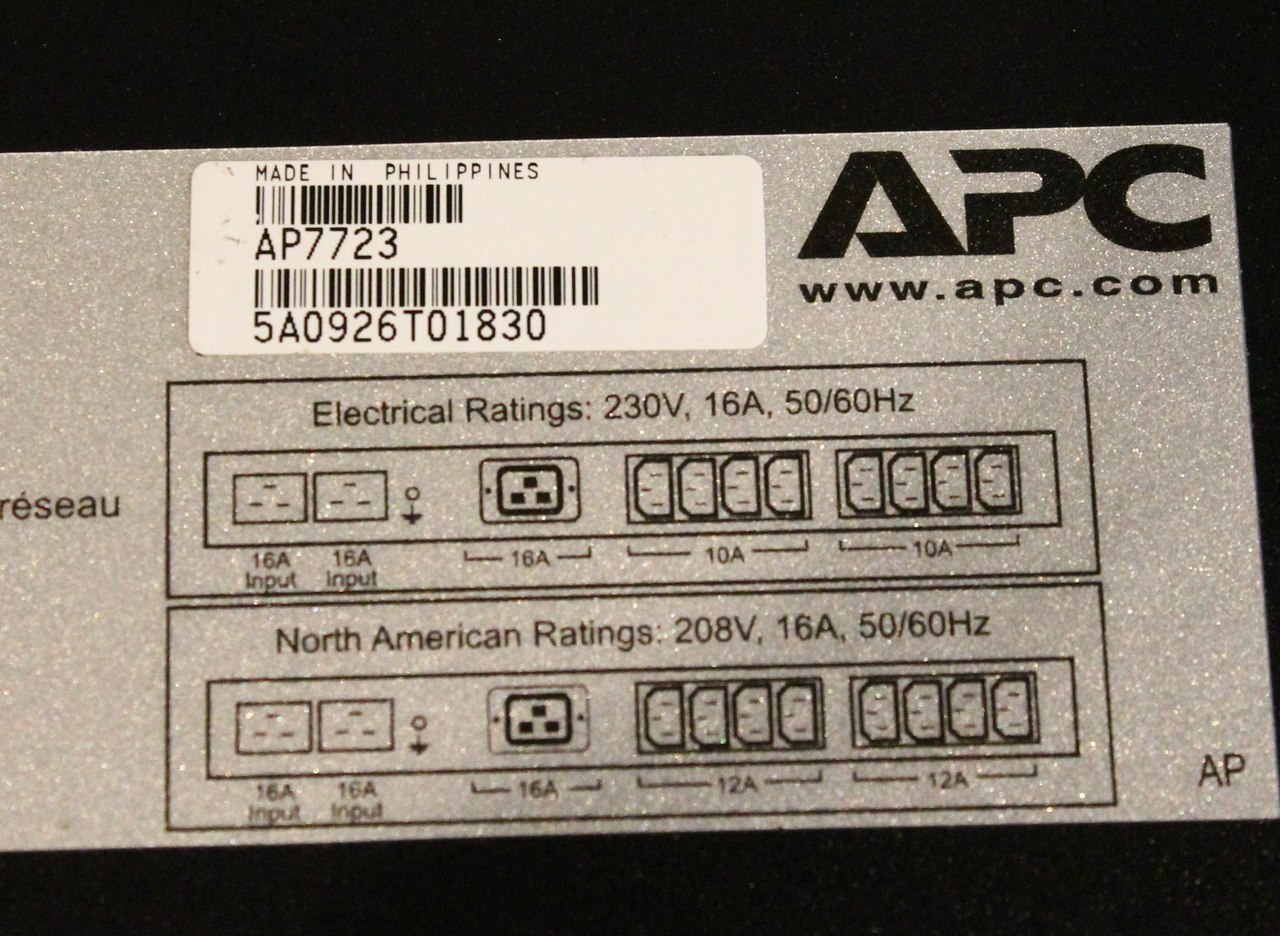 MADE IN PHILIPPINES
AP7723
5A0926T01830
APC
www.apc.com
réseau
Electrical Ratings: 230V, 16A, 50/60Hz
16A Input
16A Input
16A
10A
10A
North American Ratings: 208V, 16A, 50/60Hz
16A Input
16A Input
16A
12A
12A
AP